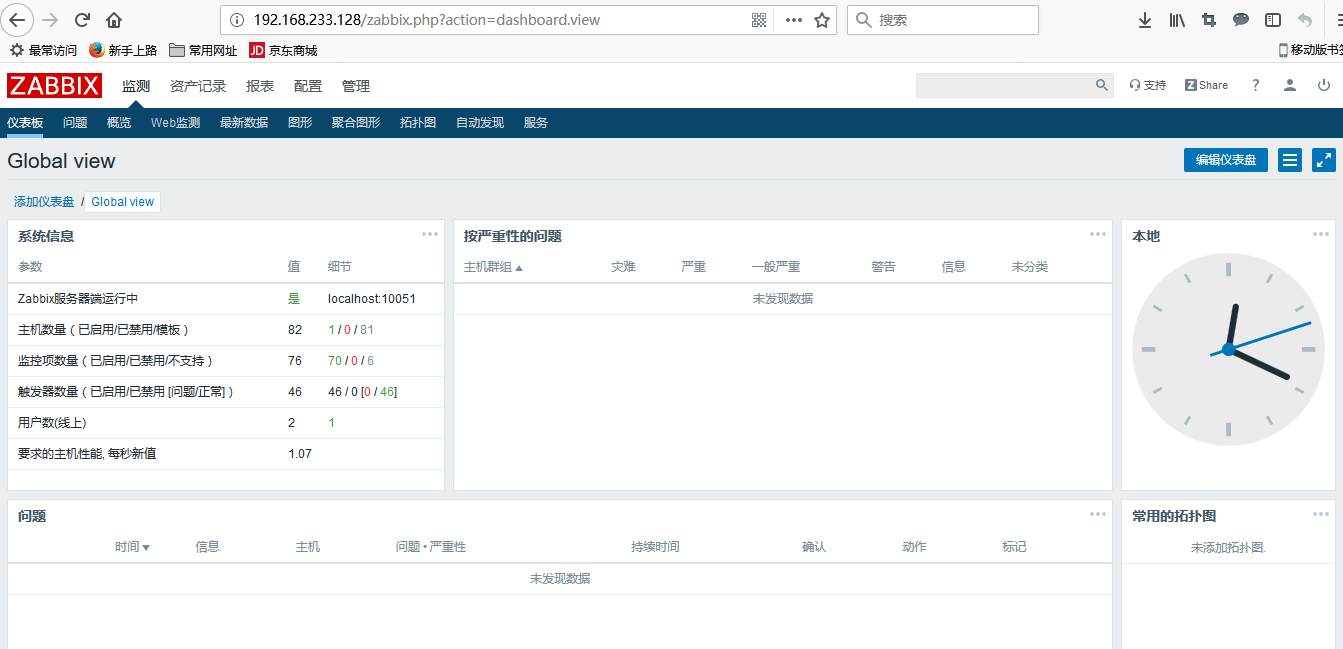 192.168.233.128/zabbix.php?action=dashboard.view
搜索
最常访问 新手上路 常用网址 JD 京东商城 移动版书签
ZABBIX 监测 资产记录 报表 配置 管理 支持 Z Share ?
仪表板 问题 概览 Web监测 最新数据 图形 聚合图形 拓扑图 自动发现 服务
Global view 编辑仪表盘
添加仪表盘 / Global view
系统信息
参数 值 细节
Zabbix服务器端运行中 是 localhost:10051
主机数量 ( 已启用/已禁用/模板 ) 82 1 / 0 / 81
监控项数量 ( 已启用/已禁用/不支持 ) 76 70 / 0 / 6
触发器数量 ( 已启用/已禁用 [问题/正常] ) 46 46 / 0 [0 / 46]
用户数(线上) 2 1
要求的主机性能, 每秒新值 1.07
按严重性的问题
主机群组 灾难 严重 一般严重 警告 信息 未分类
未发现数据
本地
问题
时间 信息 主机 问题 • 严重性 持续时间 确认 动作 标记
未发现数据
常用的拓扑图
未添加拓扑图.